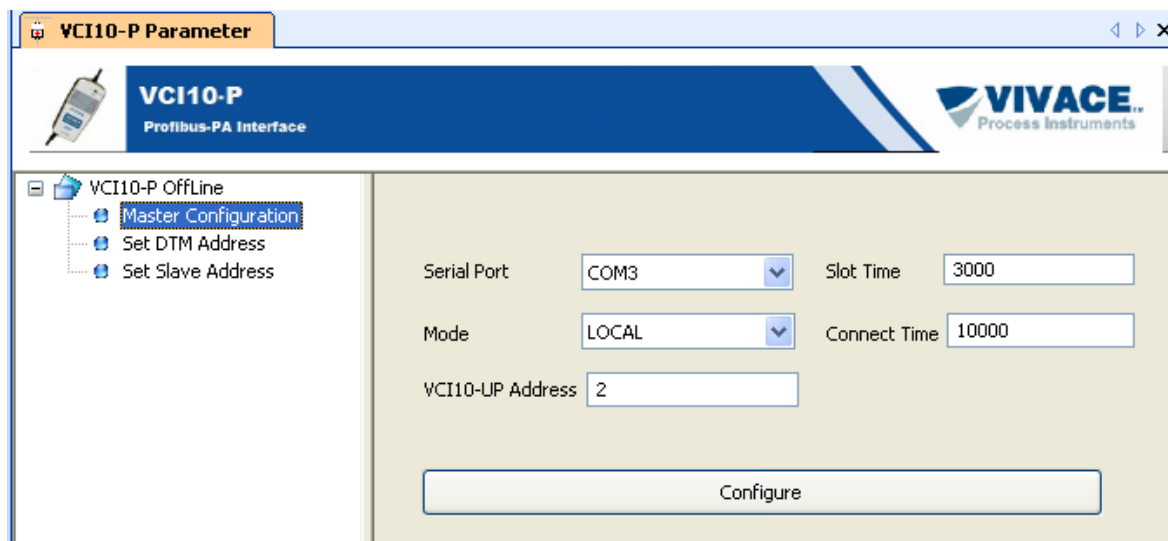 VCI10-P Parameter
VCI10-P
Profibus-PA Interface
VIVACE
Process Instruments
VCI10-P OffLine
Master Configuration
Set DTM Address
Set Slave Address
Serial Port COM3 Slot Time 3000
Mode LOCAL Connect Time 10000
VCI10-UP Address 2
Configure